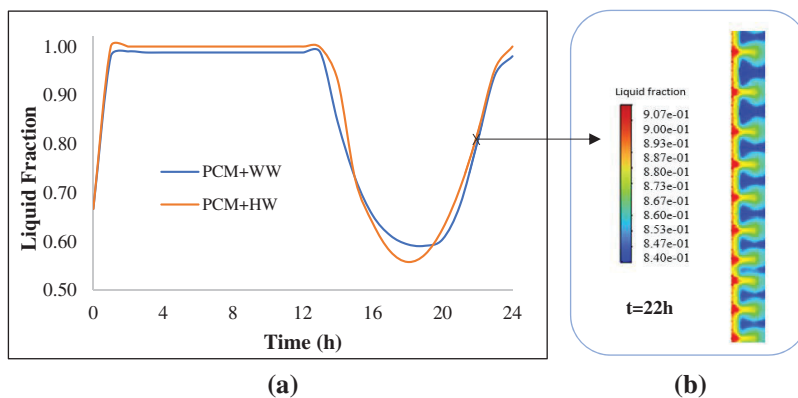 1.00
0.90
0.80
0.70
0.60
0.50
Liquid Fraction
PCM+WW
PCM+HW
0
4
8
12
16
20
24
Time (h)
(a)
Liquid fraction
9.07e-01
9.00e-01
8.93e-01
8.87e-01
8.80e-01
8.73e-01
8.67e-01
8.60e-01
8.53e-01
8.47e-01
8.40e-01
t=22h
(b)